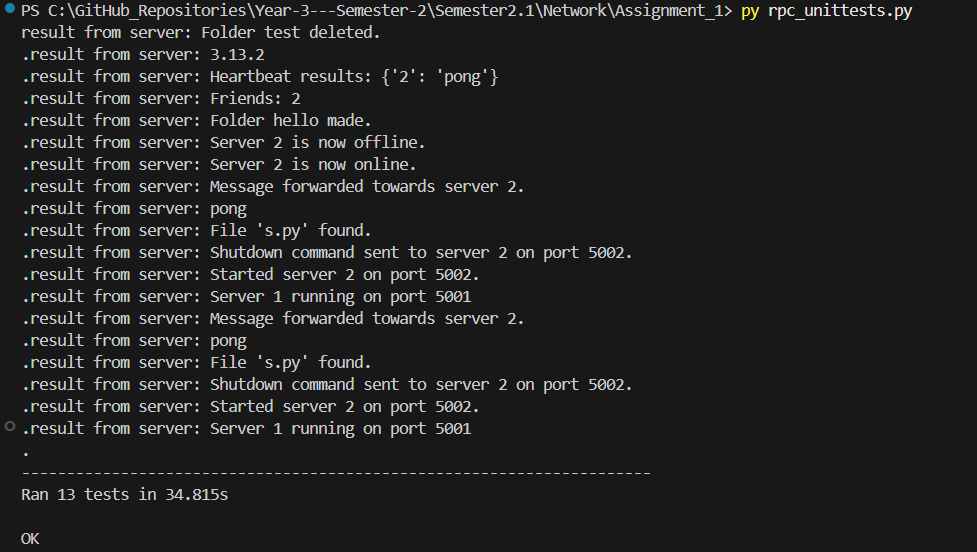 PS C:\GitHub_Repositories\Year-3---Semester-2\Semester2.1\Network\Assignment_1> py rpc_unittests.py
result from server: Folder test deleted.
.result from server: 3.13.2
.result from server: Heartbeat results: {'2': 'pong'}
.result from server: Friends: 2
.result from server: Folder hello made.
.result from server: Server 2 is now offline.
.result from server: Server 2 is now online.
.result from server: Message forwarded towards server 2.
.result from server: pong
.result from server: File 's.py' found.
.result from server: Shutdown command sent to server 2 on port 5002.
.result from server: Started server 2 on port 5002.
.result from server: Server 1 running on port 5001
.result from server: Message forwarded towards server 2.
.result from server: pong
.result from server: File 's.py' found.
.result from server: Shutdown command sent to server 2 on port 5002.
.result from server: Started server 2 on port 5002.
.result from server: Server 1 running on port 5001
.
----------------------------------------------------------------------
Ran 13 tests in 34.815s
OK